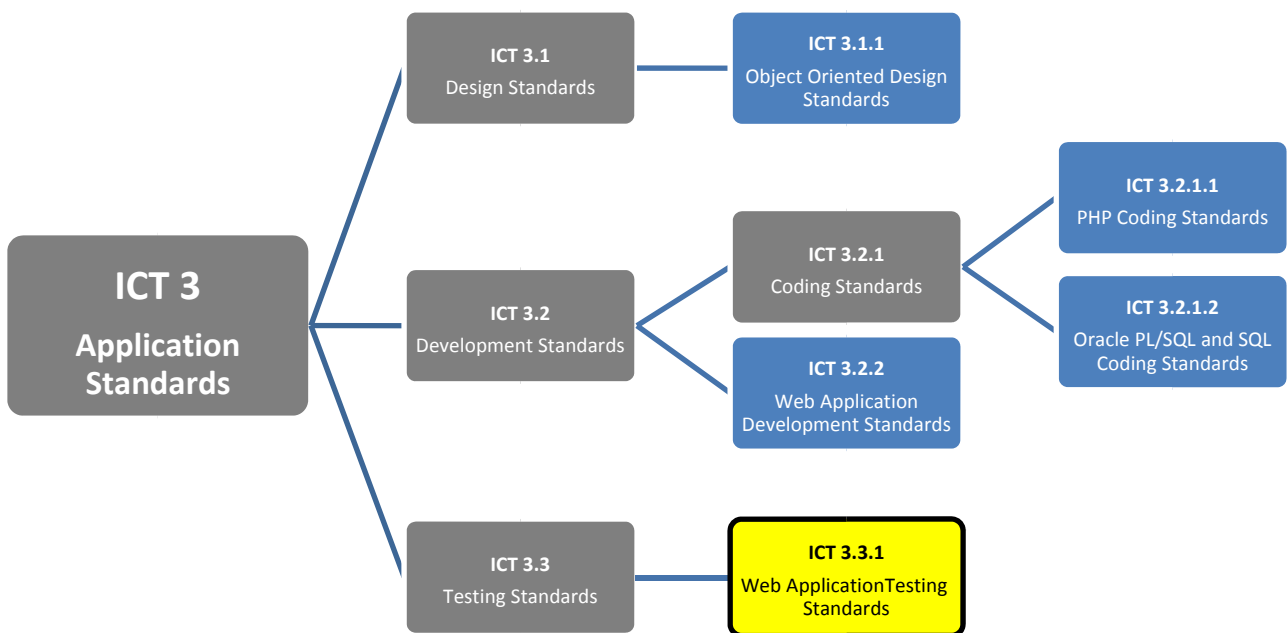 ICT 3
Application
Standards
ICT 3.1
Design Standards
ICT 3.1.1
Object Oriented Design
Standards
ICT 3.2
Development Standards
ICT 3.2.1
Coding Standards
ICT 3.2.1.1
PHP Coding Standards
ICT 3.2.1.2
Oracle PL/SQL and SQL
Coding Standards
ICT 3.2.2
Web Application
Development Standards
ICT 3.3
Testing Standards
ICT 3.3.1
Web ApplicationTesting
Standards